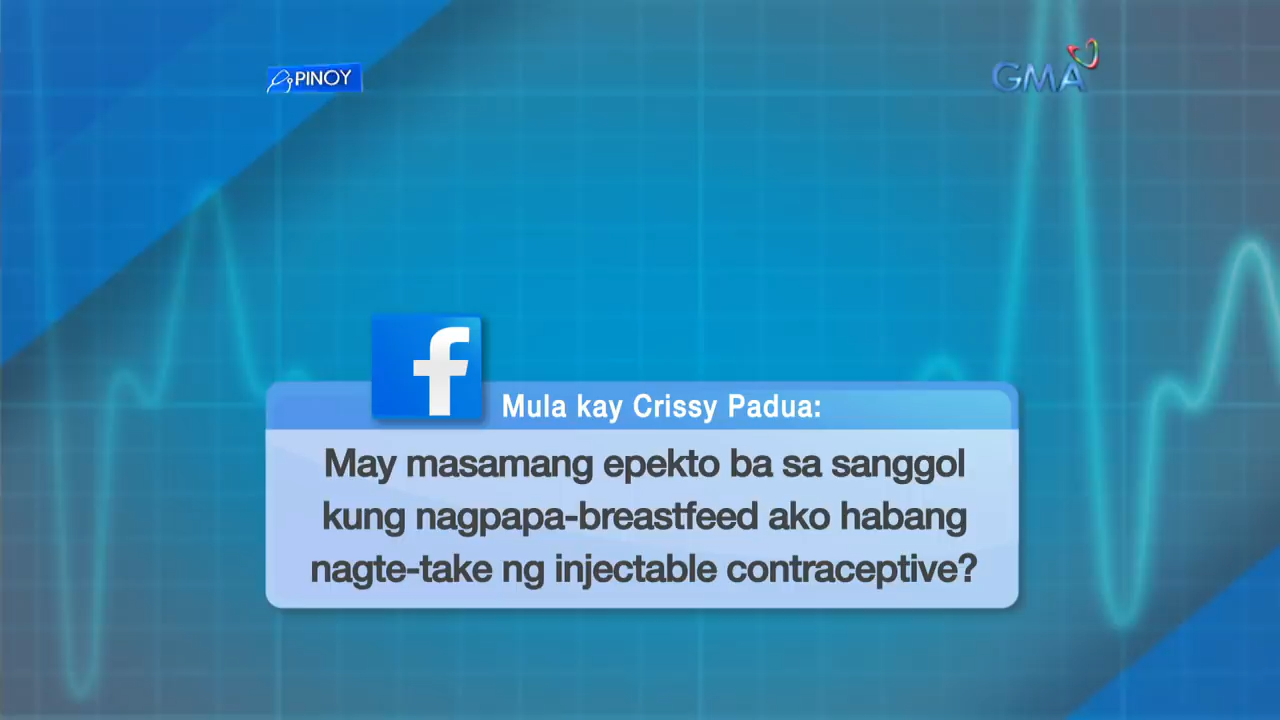 PINOY
GMA
Mula kay Crissy Padua:
May masamang epekto ba sa sanggol
kung nagpapa-breastfeed ako habang
nagte-take ng injectable contraceptive?